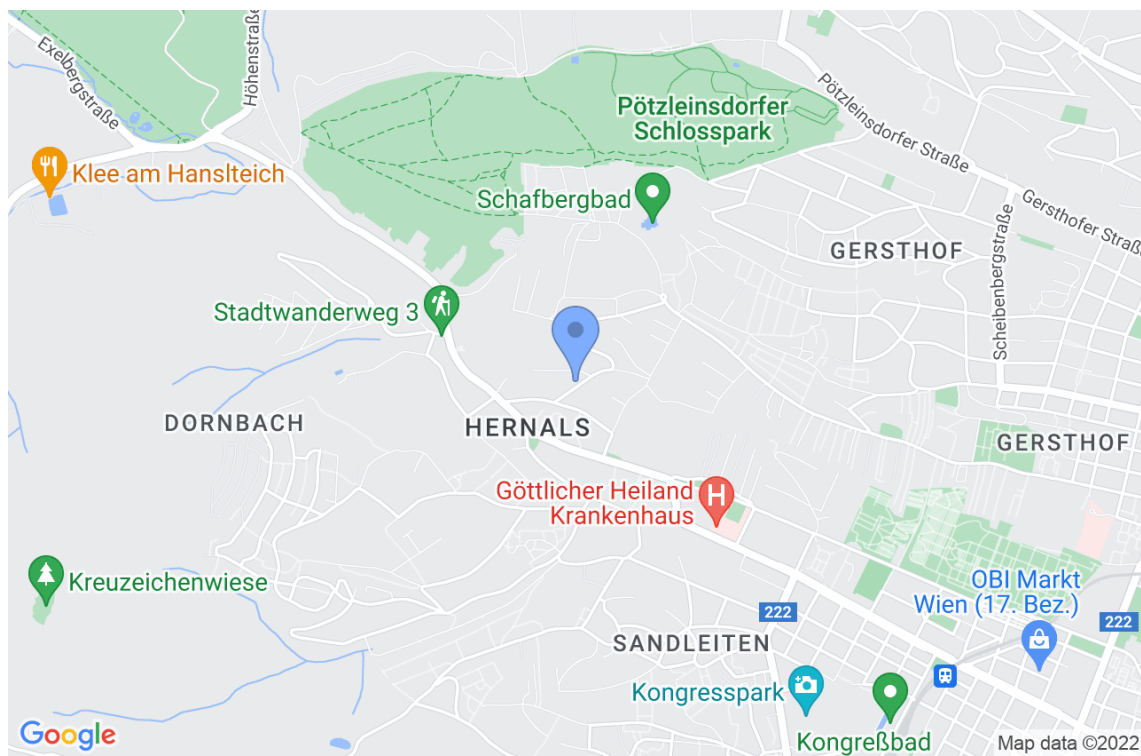 Exelbergstraße
Höhenstraße
Pötzleinsdorfer
Schlosspark
Pötzleinsdorfer Straße
Klee am Hanslteich
Schafbergbad
Gersthofer Straße
GERSTHOF
Scheibenbergstraße
Stadtwanderweg 3
DORNBACH
HERNALS
GERSTHOF
Göttlicher Heiland
Krankenhaus
H
Kreuzeichenwiese
OBI Markt
Wien (17. Bez.)
222
222
SANDLEITEN
Kongresspark
Kongreßbad
Google
Map data ©2022